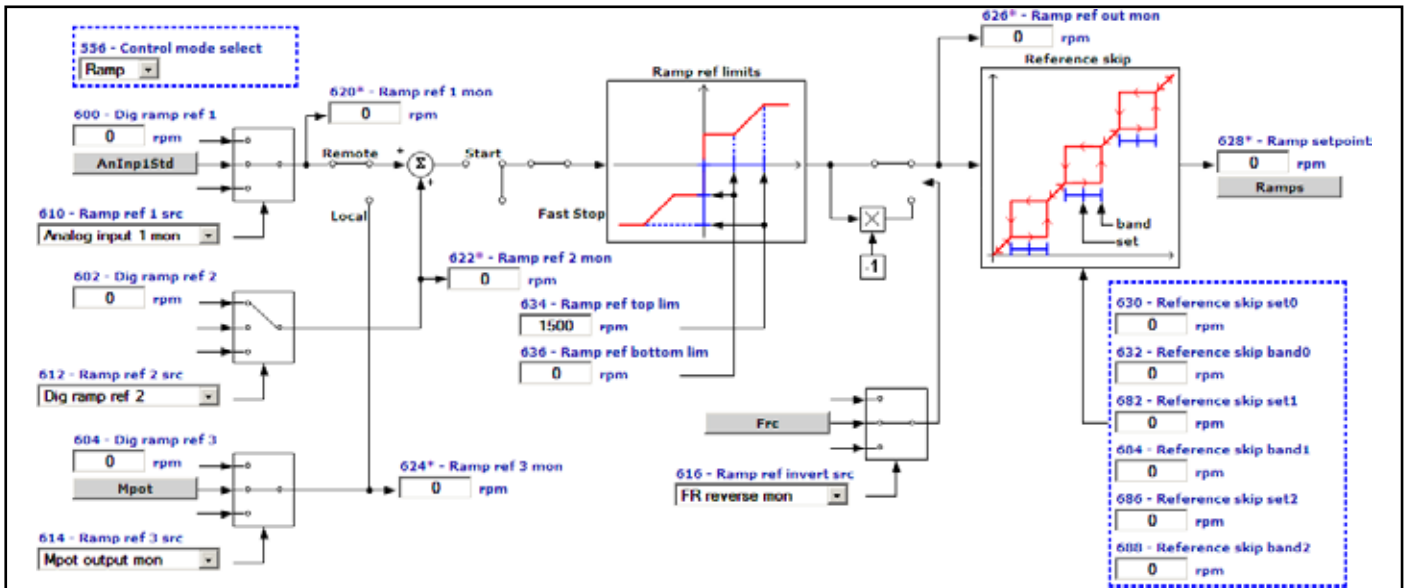 556 - Control mode select
Ramp
600 - Dig ramp ref 1
0 rpm
AnInp1Std
610 - Ramp ref 1 src
Analog input 1 mon
620* - Ramp ref 1 mon
0 rpm
Remote
Local
+
Σ
+
Start
Fast Stop
602 - Dig ramp ref 2
0 rpm
612 - Ramp ref 2 src
Dig ramp ref 2
622* - Ramp ref 2 mon
0 rpm
604 - Dig ramp ref 3
0 rpm
Mpot
614 - Ramp ref 3 src
Mpot output mon
624* - Ramp ref 3 mon
0 rpm
Ramp ref limits
634 - Ramp ref top lim
1500 rpm
636 - Ramp ref bottom lim
0 rpm
-1
Frc
616 - Ramp ref invert src
FR reverse mon
626* - Ramp ref out mon
0 rpm
Reference skip
band
set
628* - Ramp setpoint
0 rpm
Ramps
630 - Reference skip set0
0 rpm
632 - Reference skip band0
0 rpm
682 - Reference skip set1
0 rpm
684 - Reference skip band1
0 rpm
686 - Reference skip set2
0 rpm
688 - Reference skip band2
0 rpm